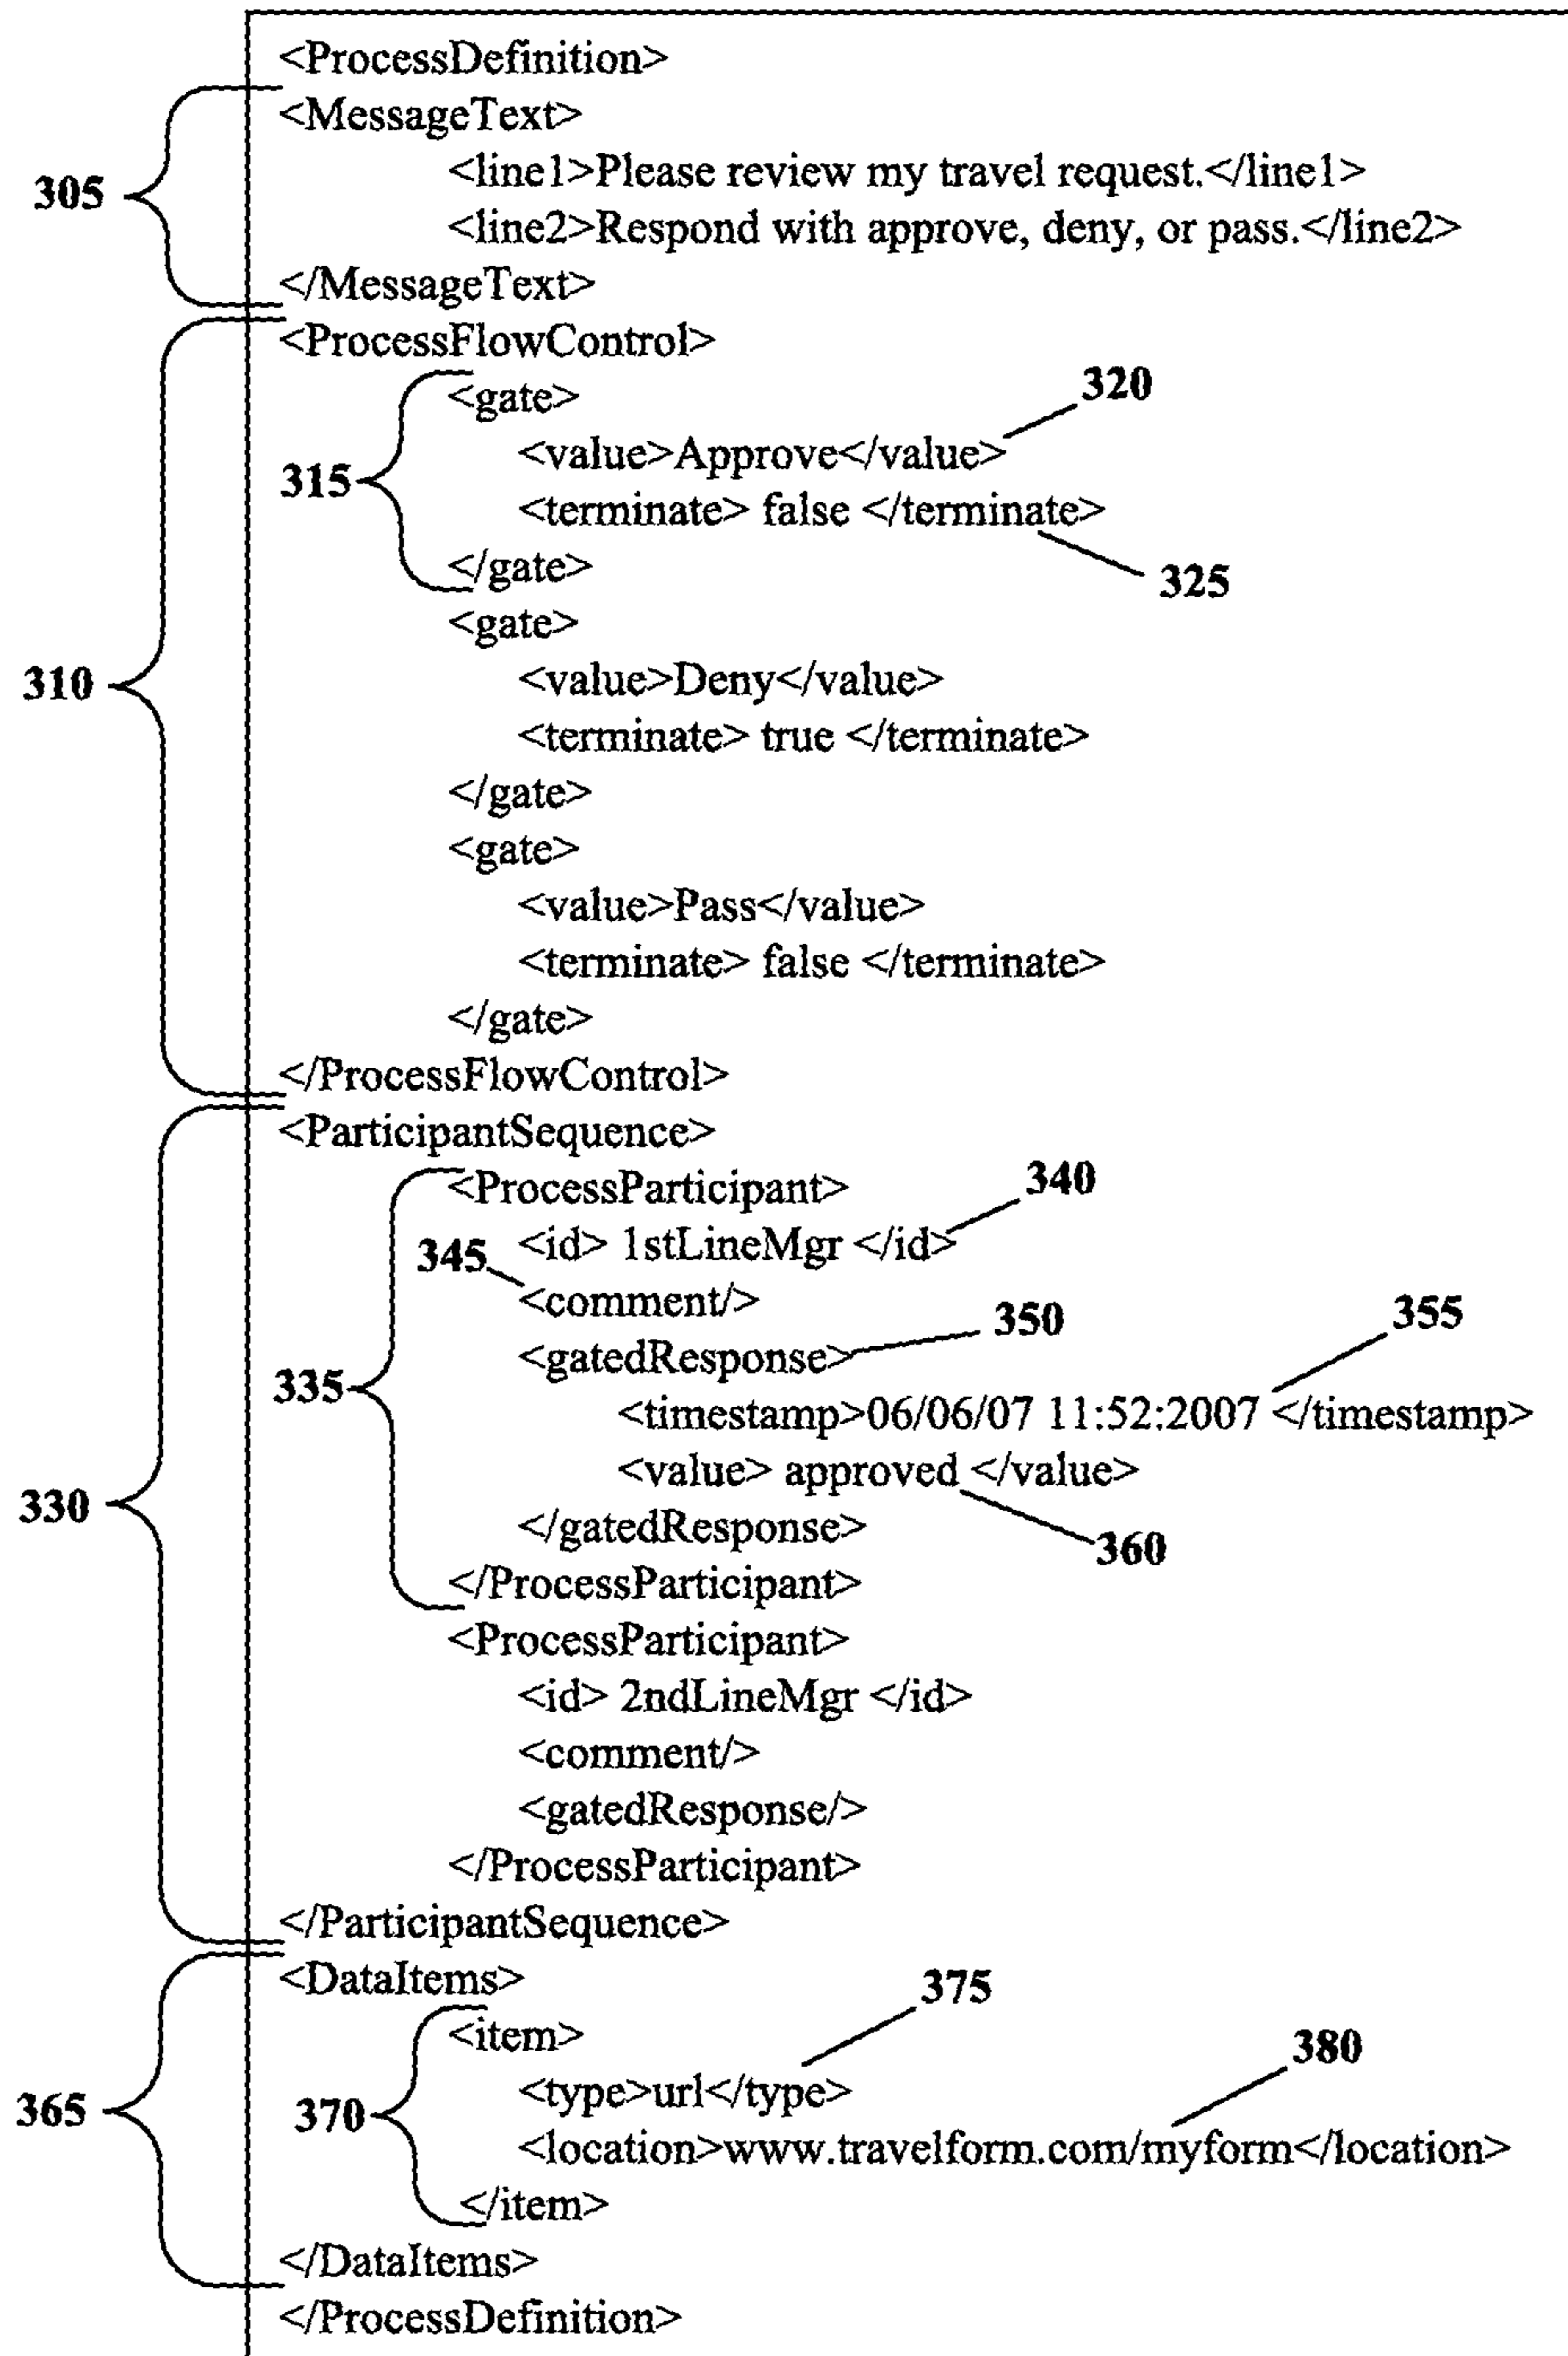 <ProcessDefinition>
<MessageText>
305
<line1>Please review my travel request.</line1>
<line2>Respond with approve, deny, or pass.</line2>
</MessageText>
<ProcessFlowControl>
<gate>
320
<value>Approve</value>
315
<terminate> false </terminate>
</gate>
325
<gate>
310
<value>Deny</value>
<terminate> true </terminate>
</gate>
<gate>
<value>Pass</value>
<terminate> false </terminate>
</gate>
</ProcessFlowControl>
<ParticipantSequence>
<ProcessParticipant>
340
<id> 1stLineMgr </id>
345
<comment/>
350
355
<gatedResponse>
335
<timestamp>06/06/07 11:52:2007 </timestamp>
<value> approved </value>
330
</gatedResponse>
360
</ProcessParticipant>
<ProcessParticipant>
<id> 2ndLineMgr </id>
<comment/>
<gatedResponse/>
</ProcessParticipant>
</ParticipantSequence>
<DataItems>
375
<item>
380
<type>url</type>
365
370
<location>www.travelform.com/myform</location>
</item>
</DataItems>
</ProcessDefinition>